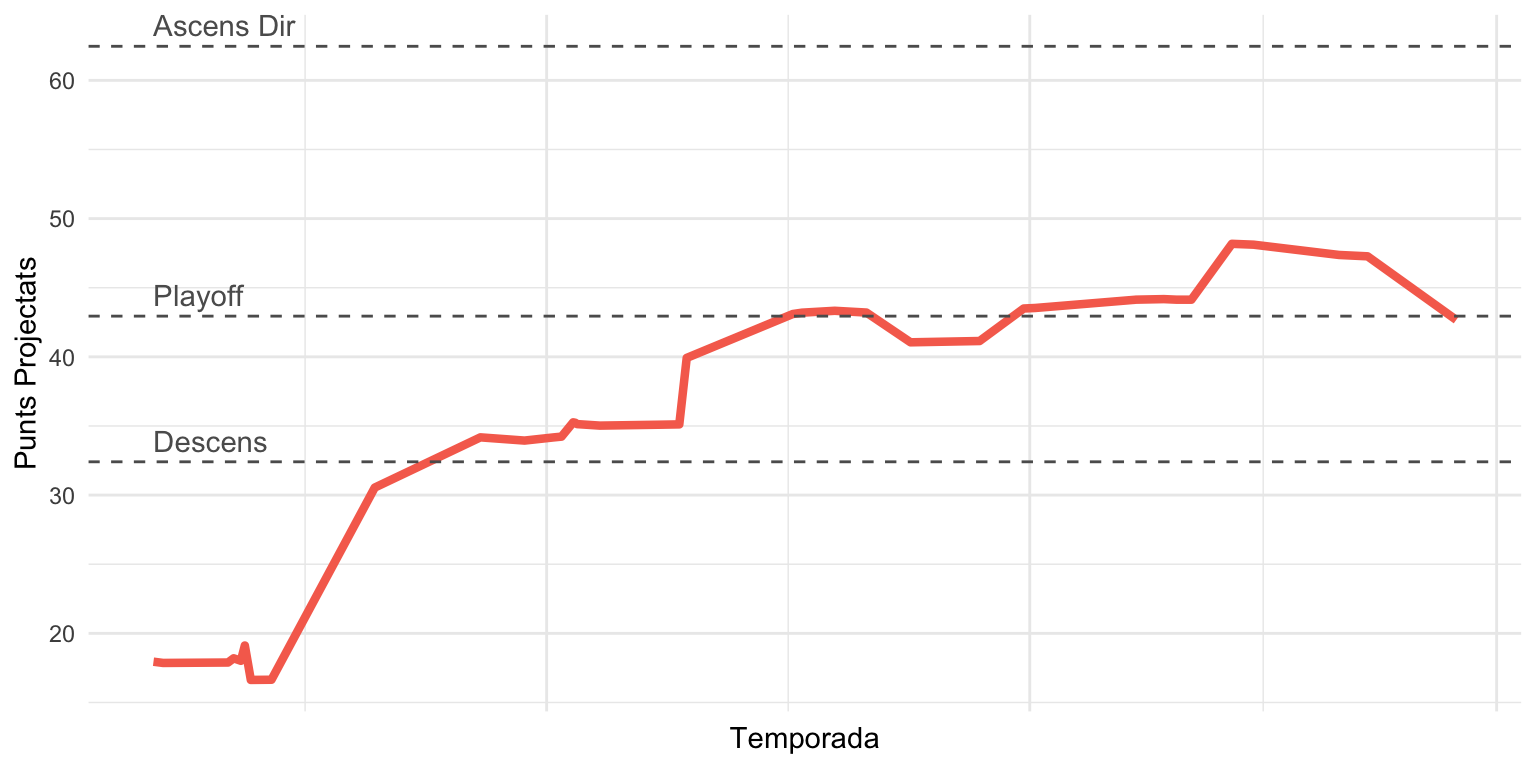 Ascens Dir
60
50
Playoff
40
Descens
30
20
Punts Projectats
Temporada